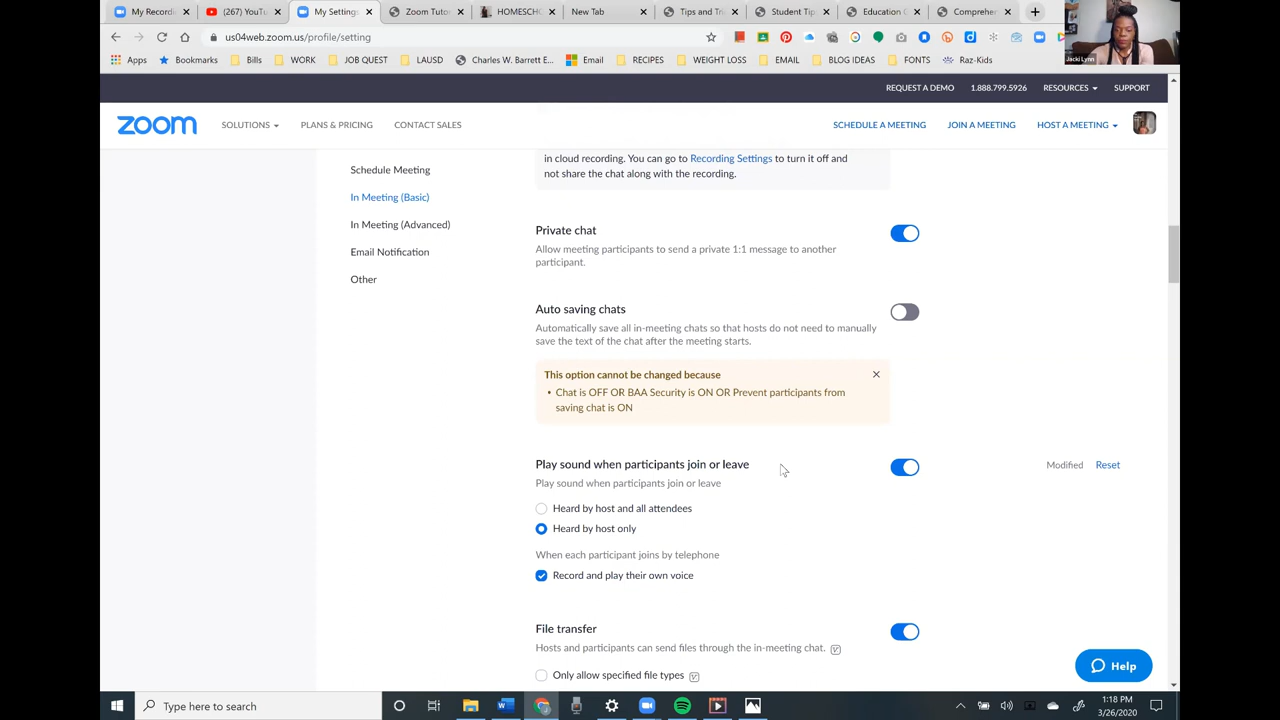 My Recordi
(267) YouTu
My Settings
Zoom Tutor
HOMESCHO
New Tab
Tips and Tri
Student Tip
Education G
Comprehen
us04web.zoom.us/profile/setting
Apps
Bookmarks
Bills
WORK
JOB QUEST
LAUSD
Charles W. Barrett E...
Email
RECIPES
WEIGHT LOSS
EMAIL
BLOG IDEAS
FONTS
Raz-Kids
Jacki Lynn
REQUEST A DEMO
1.888.799.5926
RESOURCES
SUPPORT
zoom
SOLUTIONS
PLANS & PRICING
CONTACT SALES
SCHEDULE A MEETING
JOIN A MEETING
HOST A MEETING
Schedule Meeting
In Meeting (Basic)
In Meeting (Advanced)
Email Notification
Other
in cloud recording. You can go to Recording Settings to turn it off and
not share the chat along with the recording.
Private chat
Allow meeting participants to send a private 1:1 message to another
participant.
Auto saving chats
Automatically save all in-meeting chats so that hosts do not need to manually
save the text of the chat after the meeting starts.
This option cannot be changed because
• Chat is OFF OR BAA Security is ON OR Prevent participants from
saving chat is ON
Play sound when participants join or leave
Modified
Reset
Play sound when participants join or leave
Heard by host and all attendees
Heard by host only
When each participant joins by telephone
Record and play their own voice
File transfer
Hosts and participants can send files through the in-meeting chat.
Only allow specified file types
Help
Type here to search
1:18 PM
3/26/2020